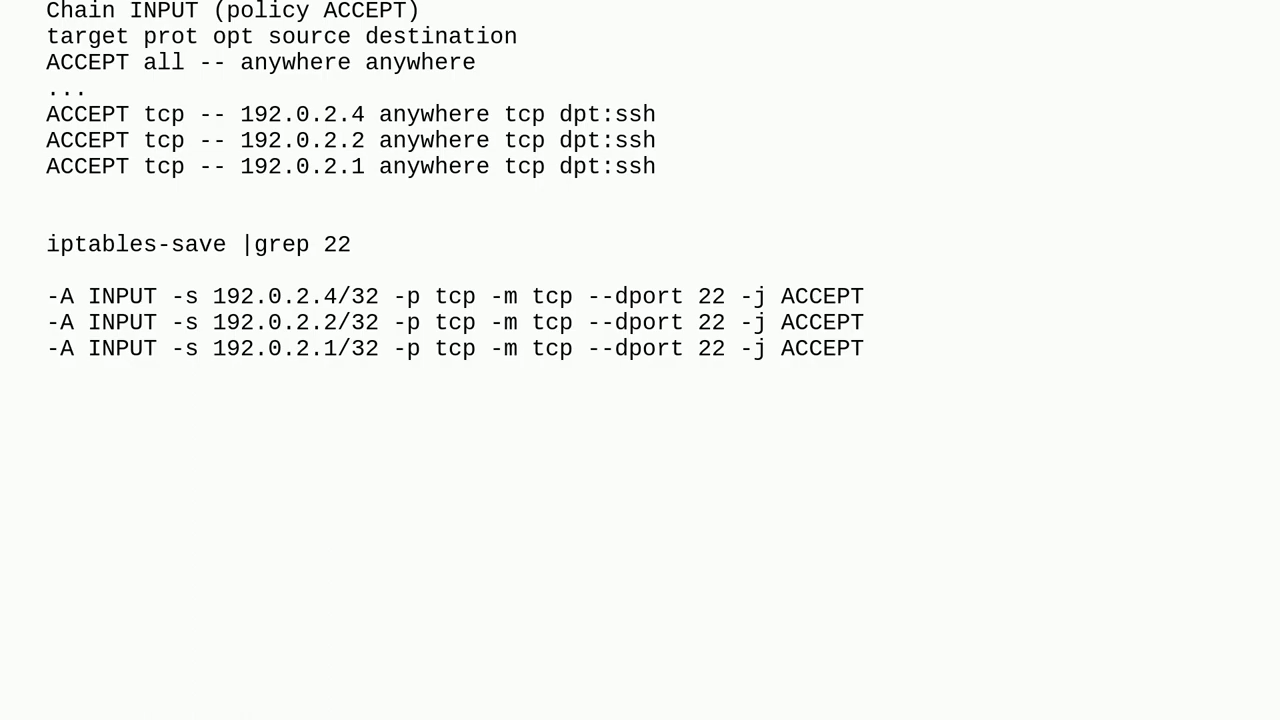 Chain INPUT (policy ACCEPT)
target prot opt source destination
ACCEPT all -- anywhere anywhere
...
ACCEPT tcp -- 192.0.2.4 anywhere tcp dpt:ssh
ACCEPT tcp -- 192.0.2.2 anywhere tcp dpt:ssh
ACCEPT tcp -- 192.0.2.1 anywhere tcp dpt:ssh
iptables-save |grep 22
-A INPUT -s 192.0.2.4/32 -p tcp -m tcp --dport 22 -j ACCEPT
-A INPUT -s 192.0.2.2/32 -p tcp -m tcp --dport 22 -j ACCEPT
-A INPUT -s 192.0.2.1/32 -p tcp -m tcp --dport 22 -j ACCEPT